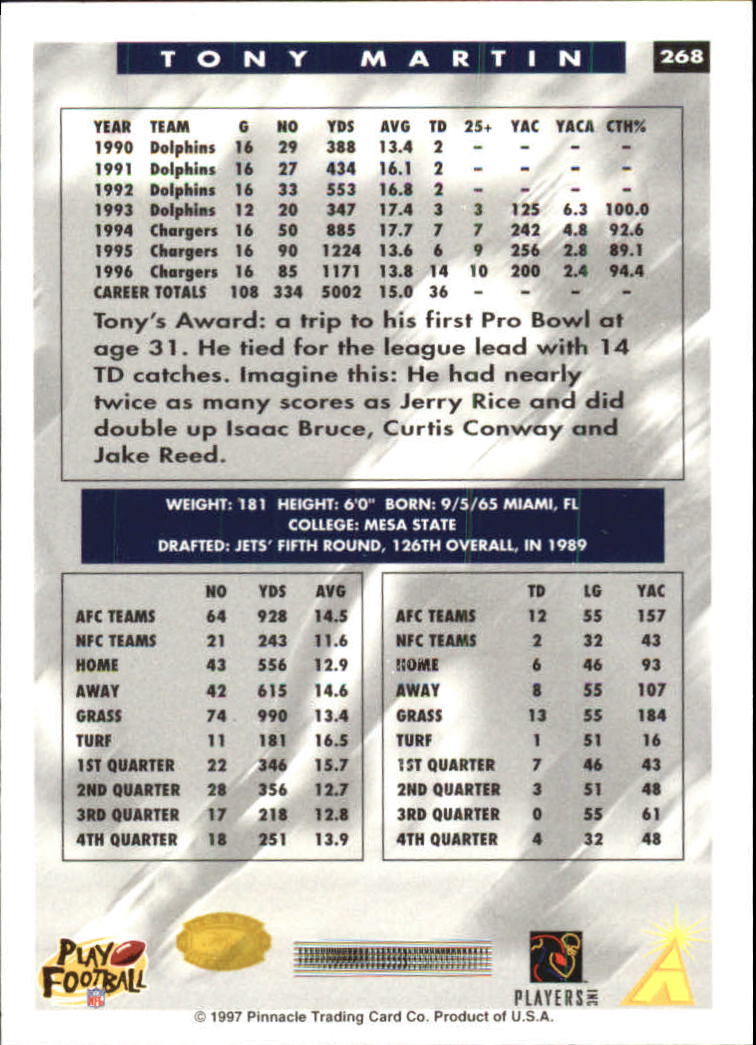 TONY MARTIN
268
YEAR TEAM G NO YDS AVG TD 25+ YAC YACA CTH%
1990 Dolphins 16 29 388 13.4 2 – – – –
1991 Dolphins 16 27 434 16.1 2 – – – –
1992 Dolphins 16 33 553 16.8 2 – – – –
1993 Dolphins 12 20 347 17.4 3 3 125 6.3 100.0
1994 Chargers 16 50 885 17.7 7 7 242 4.8 92.6
1995 Chargers 16 90 1224 13.6 6 9 256 2.8 89.1
1996 Chargers 16 85 1171 13.8 14 10 200 2.4 94.4
CAREER TOTALS 108 334 5002 15.0 36 – – – –
Tony's Award: a trip to his first Pro Bowl at
age 31. He tied for the league lead with 14
TD catches. Imagine this: He had nearly
twice as many scores as Jerry Rice and did
double up Isaac Bruce, Curtis Conway and
Jake Reed.
WEIGHT: 181 HEIGHT: 6'0" BORN: 9/5/65 MIAMI, FL
COLLEGE: MESA STATE
DRAFTED: JETS' FIFTH ROUND, 126TH OVERALL, IN 1989
NO YDS AVG
AFC TEAMS 64 928 14.5
NFC TEAMS 21 243 11.6
HOME 43 556 12.9
AWAY 42 615 14.6
GRASS 74 990 13.4
TURF 11 181 16.5
1ST QUARTER 22 346 15.7
2ND QUARTER 28 356 12.7
3RD QUARTER 17 218 12.8
4TH QUARTER 18 251 13.9
TD LG YAC
AFC TEAMS 12 55 157
NFC TEAMS 2 32 43
HOME 6 46 93
AWAY 8 55 107
GRASS 13 55 184
TURF 1 51 16
1ST QUARTER 7 46 43
2ND QUARTER 3 51 48
3RD QUARTER 0 55 61
4TH QUARTER 4 32 48
PLAY
FOOTBALL
NFL
PLAYERS INC
© 1997 Pinnacle Trading Card Co. Product of U.S.A.